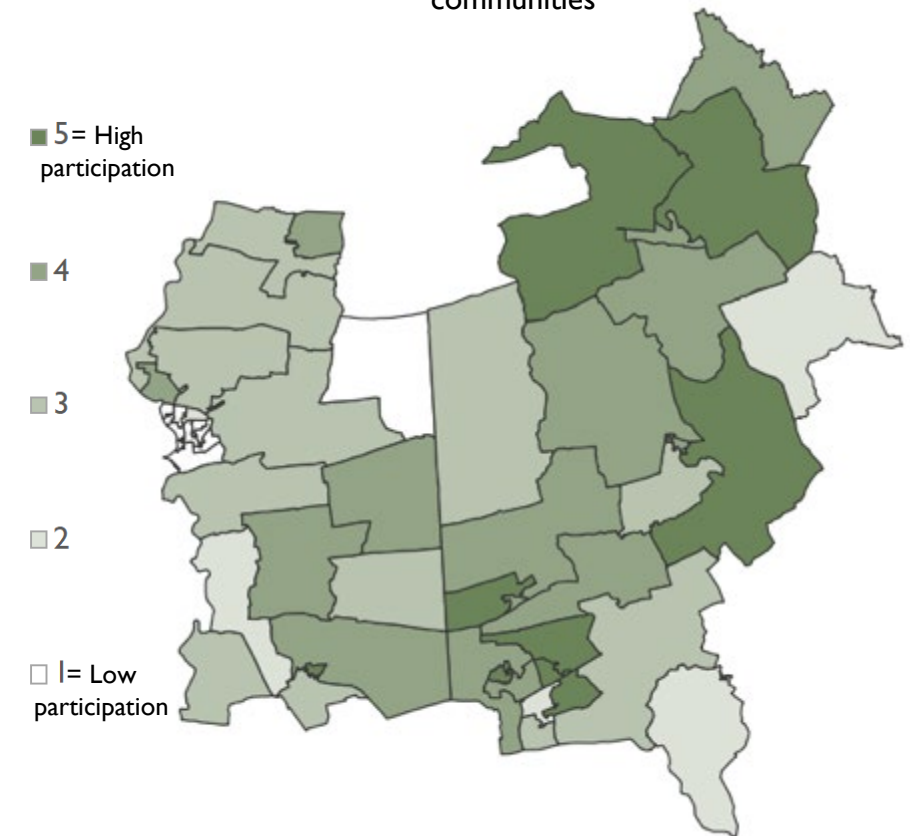 communities
5= High
participation
4
3
2
1= Low
participation